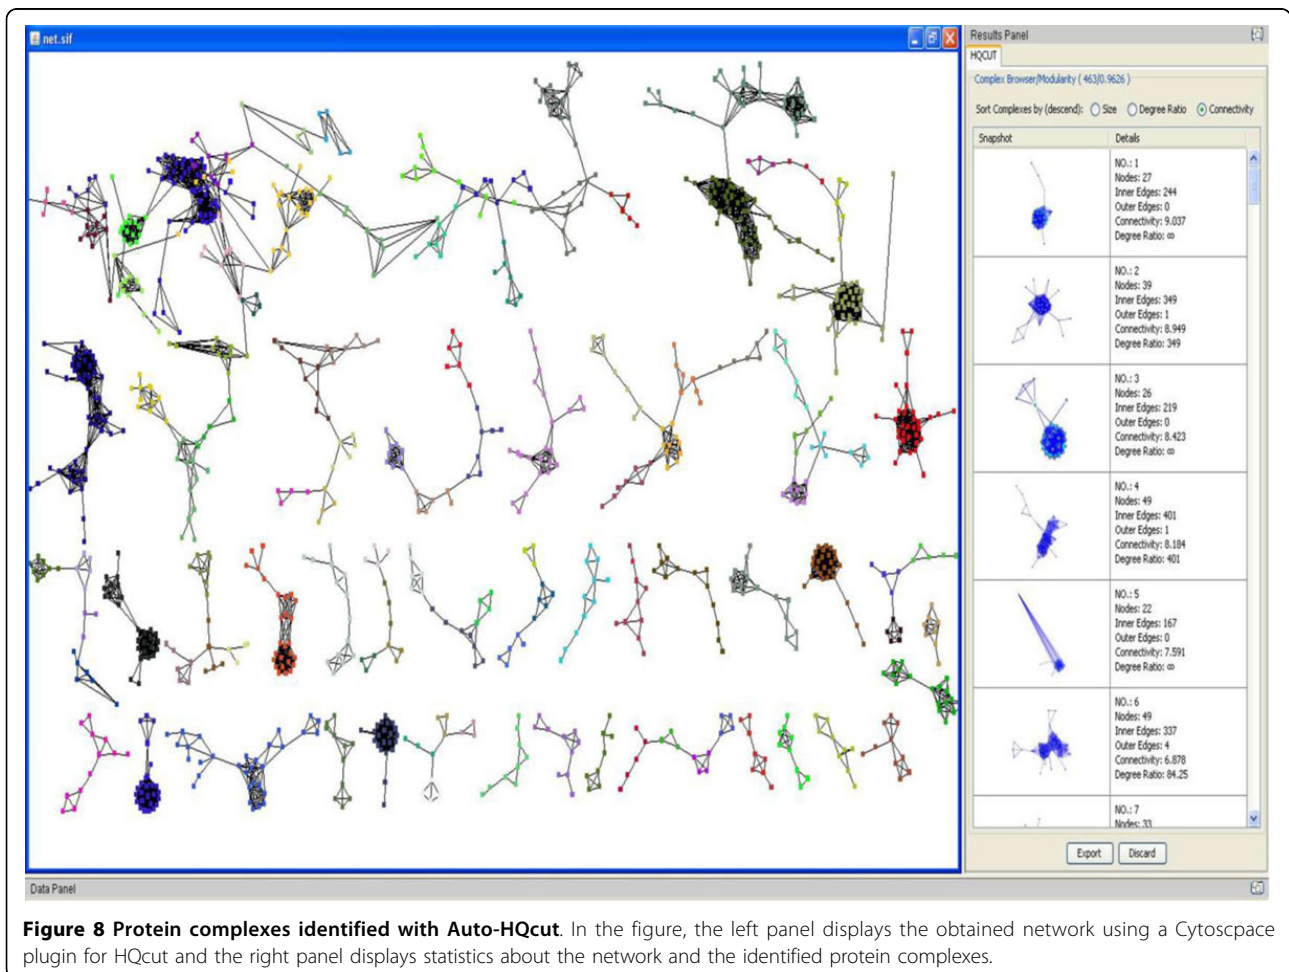 net.sif
Results Panel
HQCUT
Complex Browser/Modularity ( 463/0.9626 )
Sort Complexes by (descend): Size Degree Ratio Connectivity
Snapshot Details
NO.: 1
Nodes: 27
Inner Edges: 244
Outer Edges: 0
Connectivity: 9.037
Degree Ratio: ∞
NO.: 2
Nodes: 39
Inner Edges: 349
Outer Edges: 1
Connectivity: 8.949
Degree Ratio: 349
NO.: 3
Nodes: 26
Inner Edges: 219
Outer Edges: 0
Connectivity: 8.423
Degree Ratio: ∞
NO.: 4
Nodes: 49
Inner Edges: 401
Outer Edges: 1
Connectivity: 8.184
Degree Ratio: 401
NO.: 5
Nodes: 22
Inner Edges: 167
Outer Edges: 0
Connectivity: 7.591
Degree Ratio: ∞
NO.: 6
Nodes: 49
Inner Edges: 337
Outer Edges: 4
Connectivity: 6.878
Degree Ratio: 84.25
NO.: 7
Nodes: 33
Export Discard
Data Panel
Figure 8 Protein complexes identified with Auto-HQcut. In the figure, the left panel displays the obtained network using a Cytoscpace
plugin for HQcut and the right panel displays statistics about the network and the identified protein complexes.